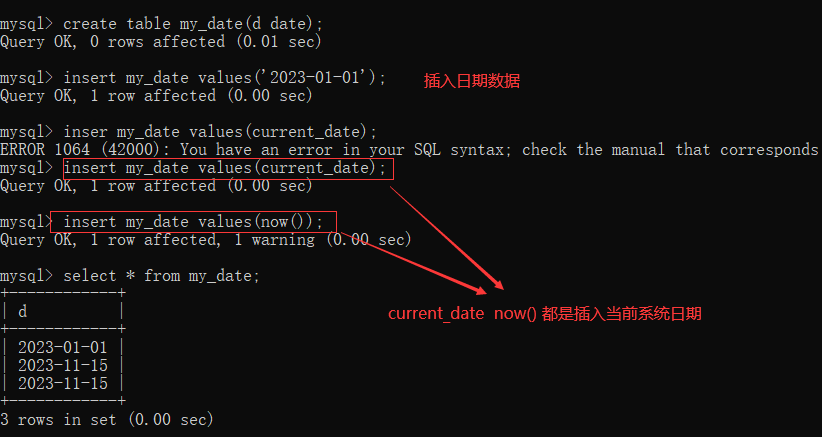 mysql> create table my_date(d date);
Query OK, 0 rows affected (0.01 sec)
mysql> insert my_date values('2023-01-01');
插入日期数据
Query OK, 1 row affected (0.00 sec)
mysql> inser my_date values(current_date);
ERROR 1064 (42000): You have an error in your SQL syntax; check the manual that corresponds
mysql> insert my_date values(current_date);
Query OK, 1 row affected (0.00 sec)
mysql> insert my_date values(now());
Query OK, 1 row affected, 1 warning (0.00 sec)
mysql> select * from my_date;
+------------+
| d          |
+------------+
| 2023-01-01 |
| 2023-11-15 |
| 2023-11-15 |
+------------+
current_date  now() 都是插入当前系统日期
3 rows in set (0.00 sec)